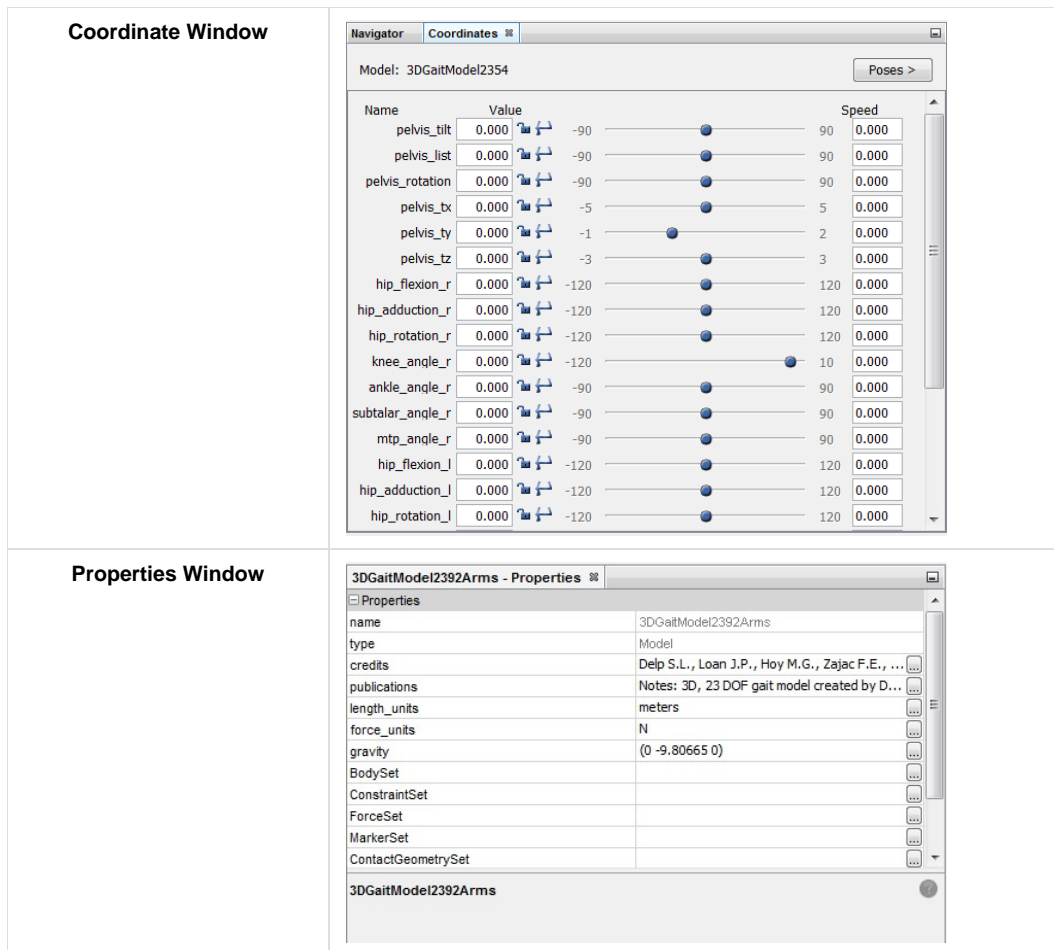 Coordinate Window
Navigator Coordinates
Model: 3DGaitModel2354 Poses >
Name Value Speed
pelvis_tilt 0.000 -90 90 0.000
pelvis_list 0.000 -90 90 0.000
pelvis_rotation 0.000 -90 90 0.000
pelvis_tx 0.000 -5 5 0.000
pelvis_ty 0.000 -1 2 0.000
pelvis_tz 0.000 -3 3 0.000
hip_flexion_r 0.000 -120 120 0.000
hip_adduction_r 0.000 -120 120 0.000
hip_rotation_r 0.000 -120 120 0.000
knee_angle_r 0.000 -120 10 0.000
ankle_angle_r 0.000 -90 90 0.000
subtalar_angle_r 0.000 -90 90 0.000
mtp_angle_r 0.000 -90 90 0.000
hip_flexion_l 0.000 -120 120 0.000
hip_adduction_l 0.000 -120 120 0.000
hip_rotation_l 0.000 -120 120 0.000
Properties Window
3DGaitModel2392Arms - Properties
Properties
name 3DGaitModel2392Arms
type Model
credits Delp S.L., Loan J.P., Hoy M.G., Zajac F.E., ... ...
publications Notes: 3D, 23 DOF gait model created by D... ...
length_units meters ...
force_units N ...
gravity (0 -9.80665 0) ...
BodySet ...
ConstraintSet ...
ForceSet ...
MarkerSet ...
ContactGeometrySet ...
3DGaitModel2392Arms ?